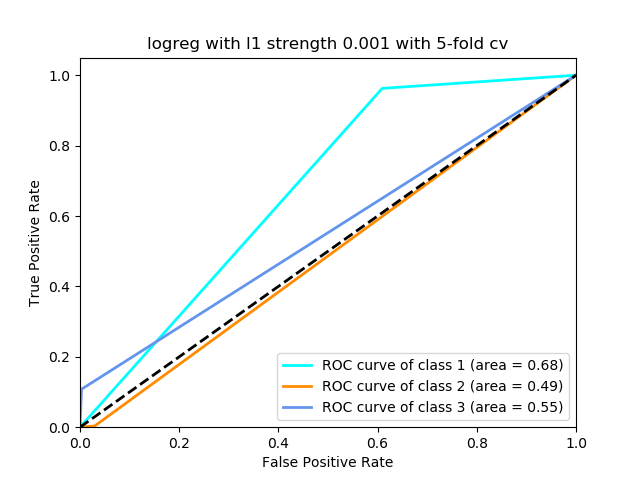 logreg with l1 strength 0.001 with 5-fold cv
True Positive Rate
1.0
0.8
0.6
0.4
0.2
0.0
ROC curve of class 1 (area = 0.68)
ROC curve of class 2 (area = 0.49)
ROC curve of class 3 (area = 0.55)
0.0 0.2 0.4 0.6 0.8 1.0
False Positive Rate